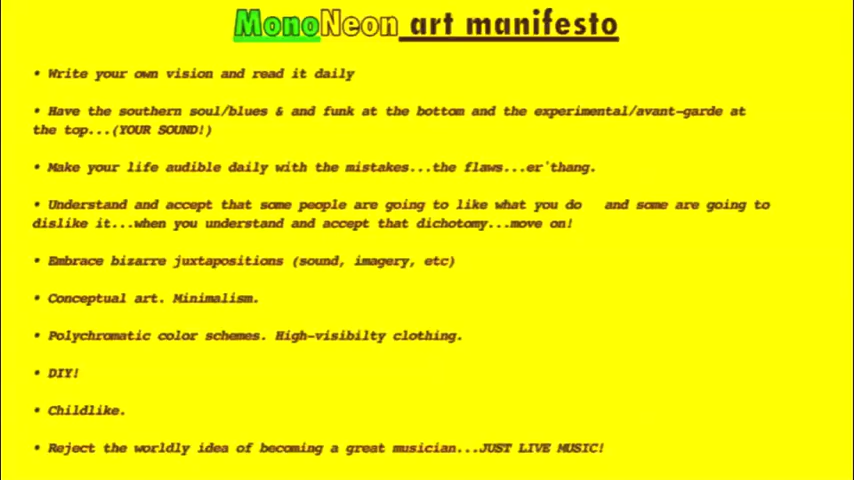 MonoNeon art manifesto
• Write your own vision and read it daily
• Have the southern soul/blues & and funk at the bottom and the experimental/avant-garde at
the top...(YOUR SOUND!)
• Make your life audible daily with the mistakes...the flaws...er'thang.
• Understand and accept that some people are going to like what you do and some are going to
dislike it...when you understand and accept that dichotomy...move on!
• Embrace bizarre juxtapositions (sound, imagery, etc)
• Conceptual art. Minimalism.
• Polychromatic color schemes. High-visibilty clothing.
• DIY!
• Childlike.
• Reject the worldly idea of becoming a great musician...JUST LIVE MUSIC!